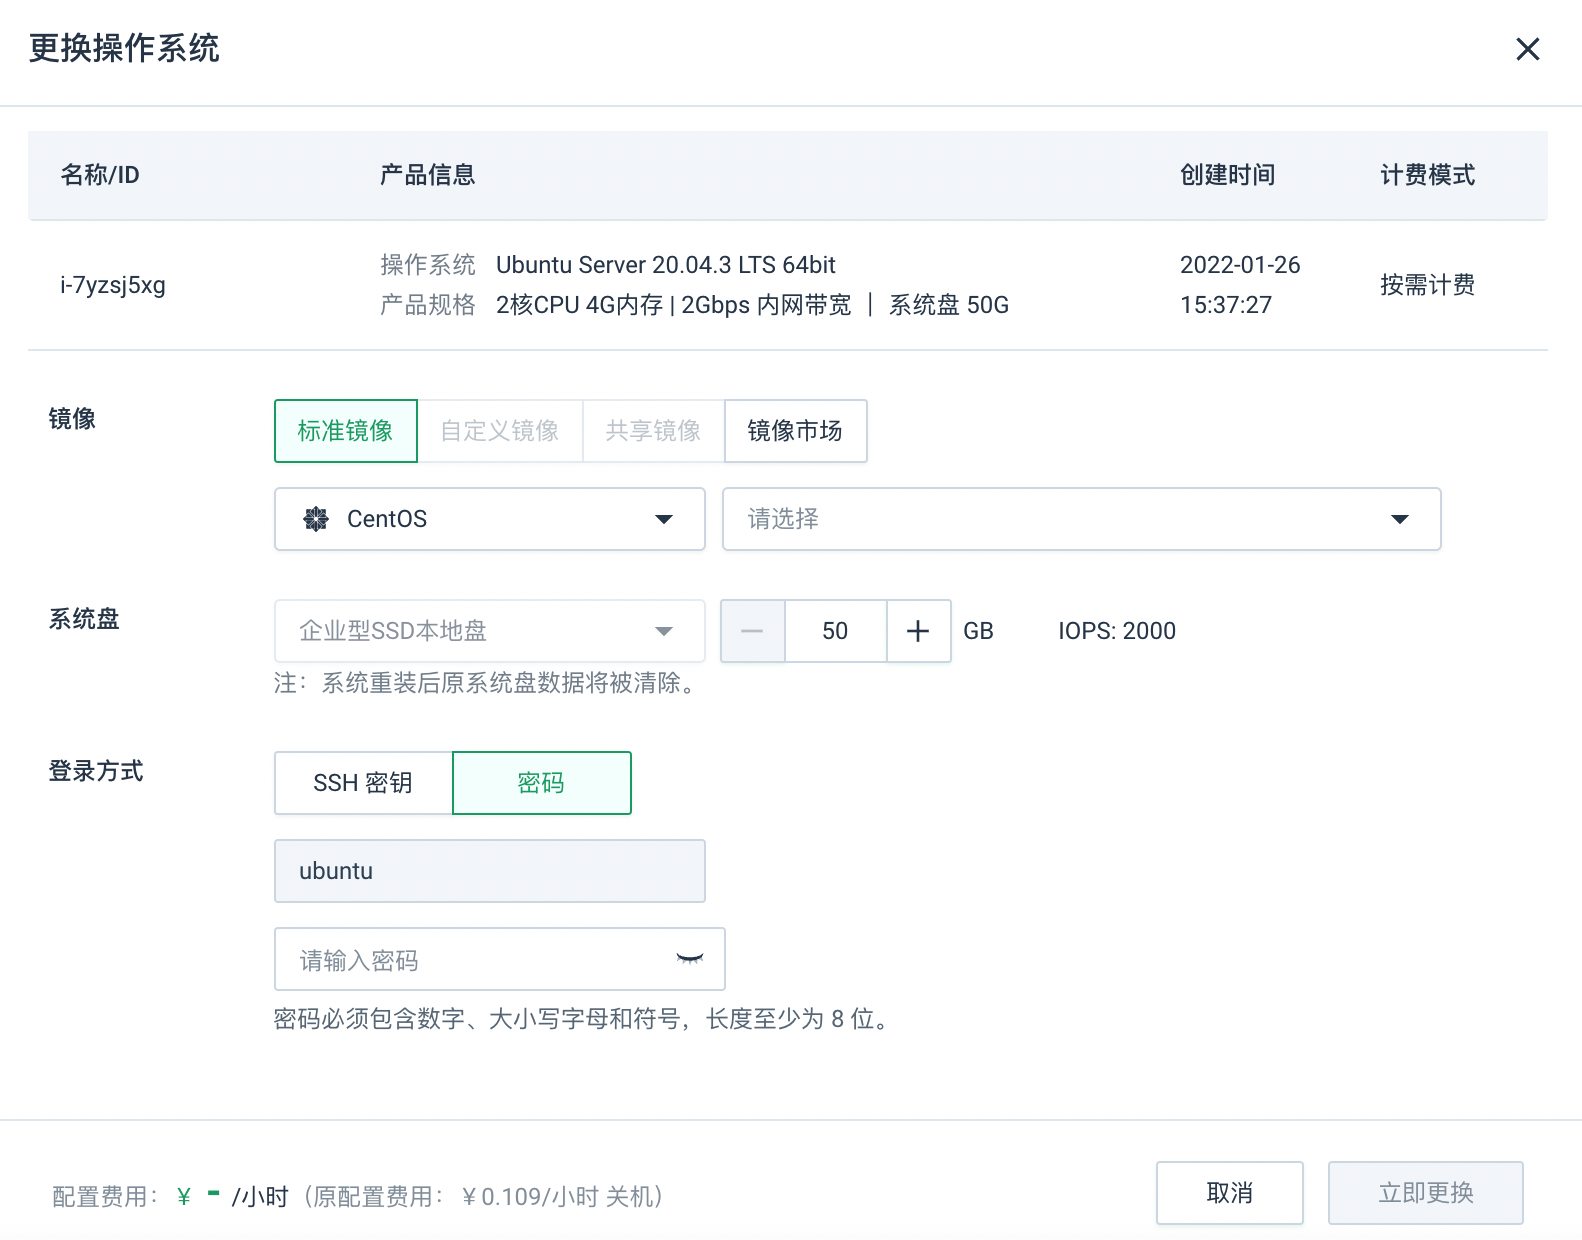 更换操作系统
名称/ID 产品信息 创建时间 计费模式
i-7yzsj5xg
操作系统 Ubuntu Server 20.04.3 LTS 64bit
产品规格 2核CPU 4G内存 | 2Gbps 内网带宽 | 系统盘 50G
2022-01-26
15:37:27
按需计费
镜像
标准镜像 自定义镜像 共享镜像 镜像市场
CentOS 请选择
系统盘
企业型SSD本地盘 50 GB IOPS: 2000
注：系统重装后原系统盘数据将被清除。
登录方式
SSH 密钥 密码
ubuntu
请输入密码
密码必须包含数字、大小写字母和符号，长度至少为 8 位。
配置费用：¥ - /小时（原配置费用：¥0.109/小时 关机）
取消 立即更换